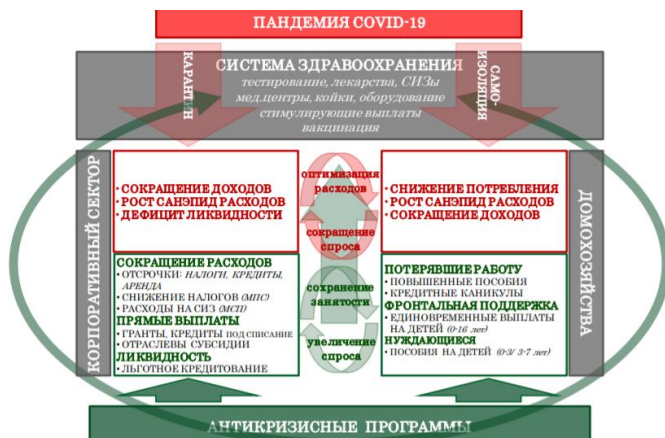 ПАНДЕМИЯ COVID-19
КАРАНТИН
СИСТЕМА ЗДРАВООХРАНЕНИЯ
тестирование, лекарства, СИЗы
мед.центры, койки, оборудование
стимулирующие выплаты
вакцинация
САМО-
ИЗОЛЯЦИЯ
КОРПОРАТИВНЫЙ СЕКТОР
• СОКРАЩЕНИЕ ДОХОДОВ
• РОСТ САНЭПИД РАСХОДОВ
• ДЕФИЦИТ ЛИКВИДНОСТИ
оптимизация
расходов
сокращение
спроса
• СНИЖЕНИЕ ПОТРЕБЛЕНИЯ
• РОСТ САНЭПИД РАСХОДОВ
• СОКРАЩЕНИЕ ДОХОДОВ
ДОМОХОЗЯЙСТВА
СОКРАЩЕНИЕ РАСХОДОВ
• ОТСРОЧКИ: НАЛОГИ, КРЕДИТЫ,
АРЕНДА
• СНИЖЕНИЕ НАЛОГОВ (МПС)
• РАСХОДЫ НА СИЗ (МСП)
ПРЯМЫЕ ВЫПЛАТЫ
• ГРАНТЫ, КРЕДИТЫ ПОД СПИСАНИЕ
• ОТРАСЛЕВЫ СУБСИДИИ
ЛИКВИДНОСТЬ
• ЛЬГОТНОЕ КРЕДИТОВАНИЕ
сохранение
занятости
увеличение
спроса
ПОТЕРЯВШИЕ РАБОТУ
• ПОВЫШЕННЫЕ ПОСОБИЯ
• КРЕДИТНЫЕ КАНИКУЛЫ
ФРОНТАЛЬНАЯ ПОДДЕРЖКА
• ЕДИНОВРЕМЕННЫЕ ВЫПЛАТЫ
НА ДЕТЕЙ (0-16 лет)
НУЖДАЮЩИЕСЯ
• ПОСОБИЯ НА ДЕТЕЙ (0-3/ 3-7 лет)
АНТИКРИЗИСНЫЕ ПРОГРАММЫ